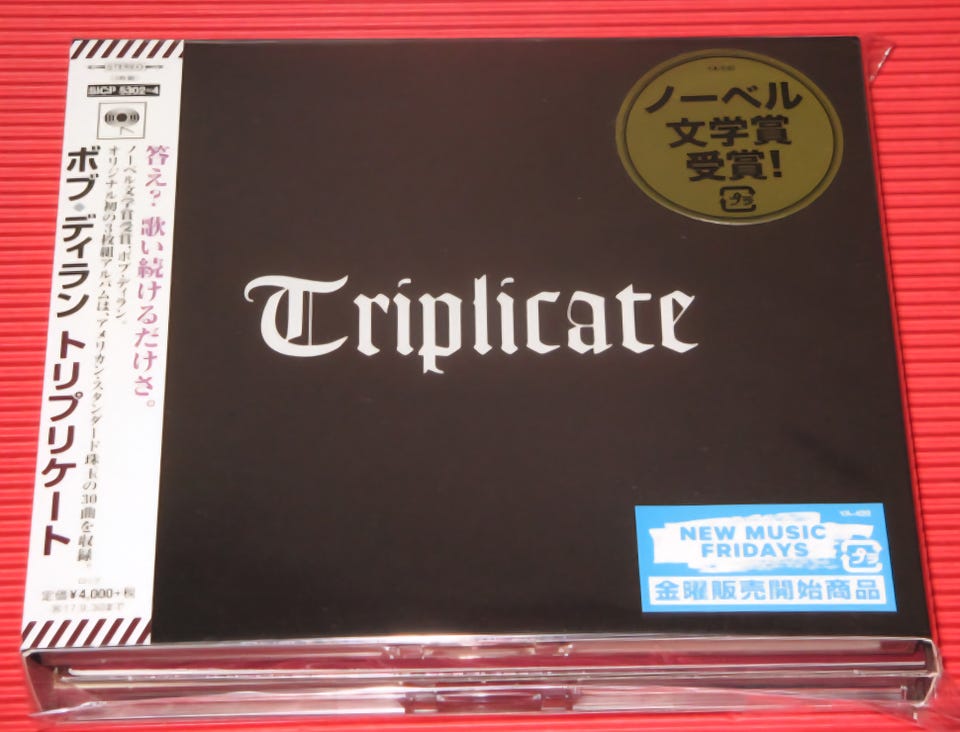 STEREO
SICP 5302~4
答え? 歌い続けるだけさ。
ノーベル文学賞受賞、ボブ・ディラン。
オリジナル初の3枚組アルバムは、アメリカン・スタンダード珠玉の30曲を収録。
ボブ・ディラン トリプリケート
定価¥4,000+税
Triplicate
ノーベル
文学賞
受賞!
NEW MUSIC
FRIDAYS
金曜販売開始商品